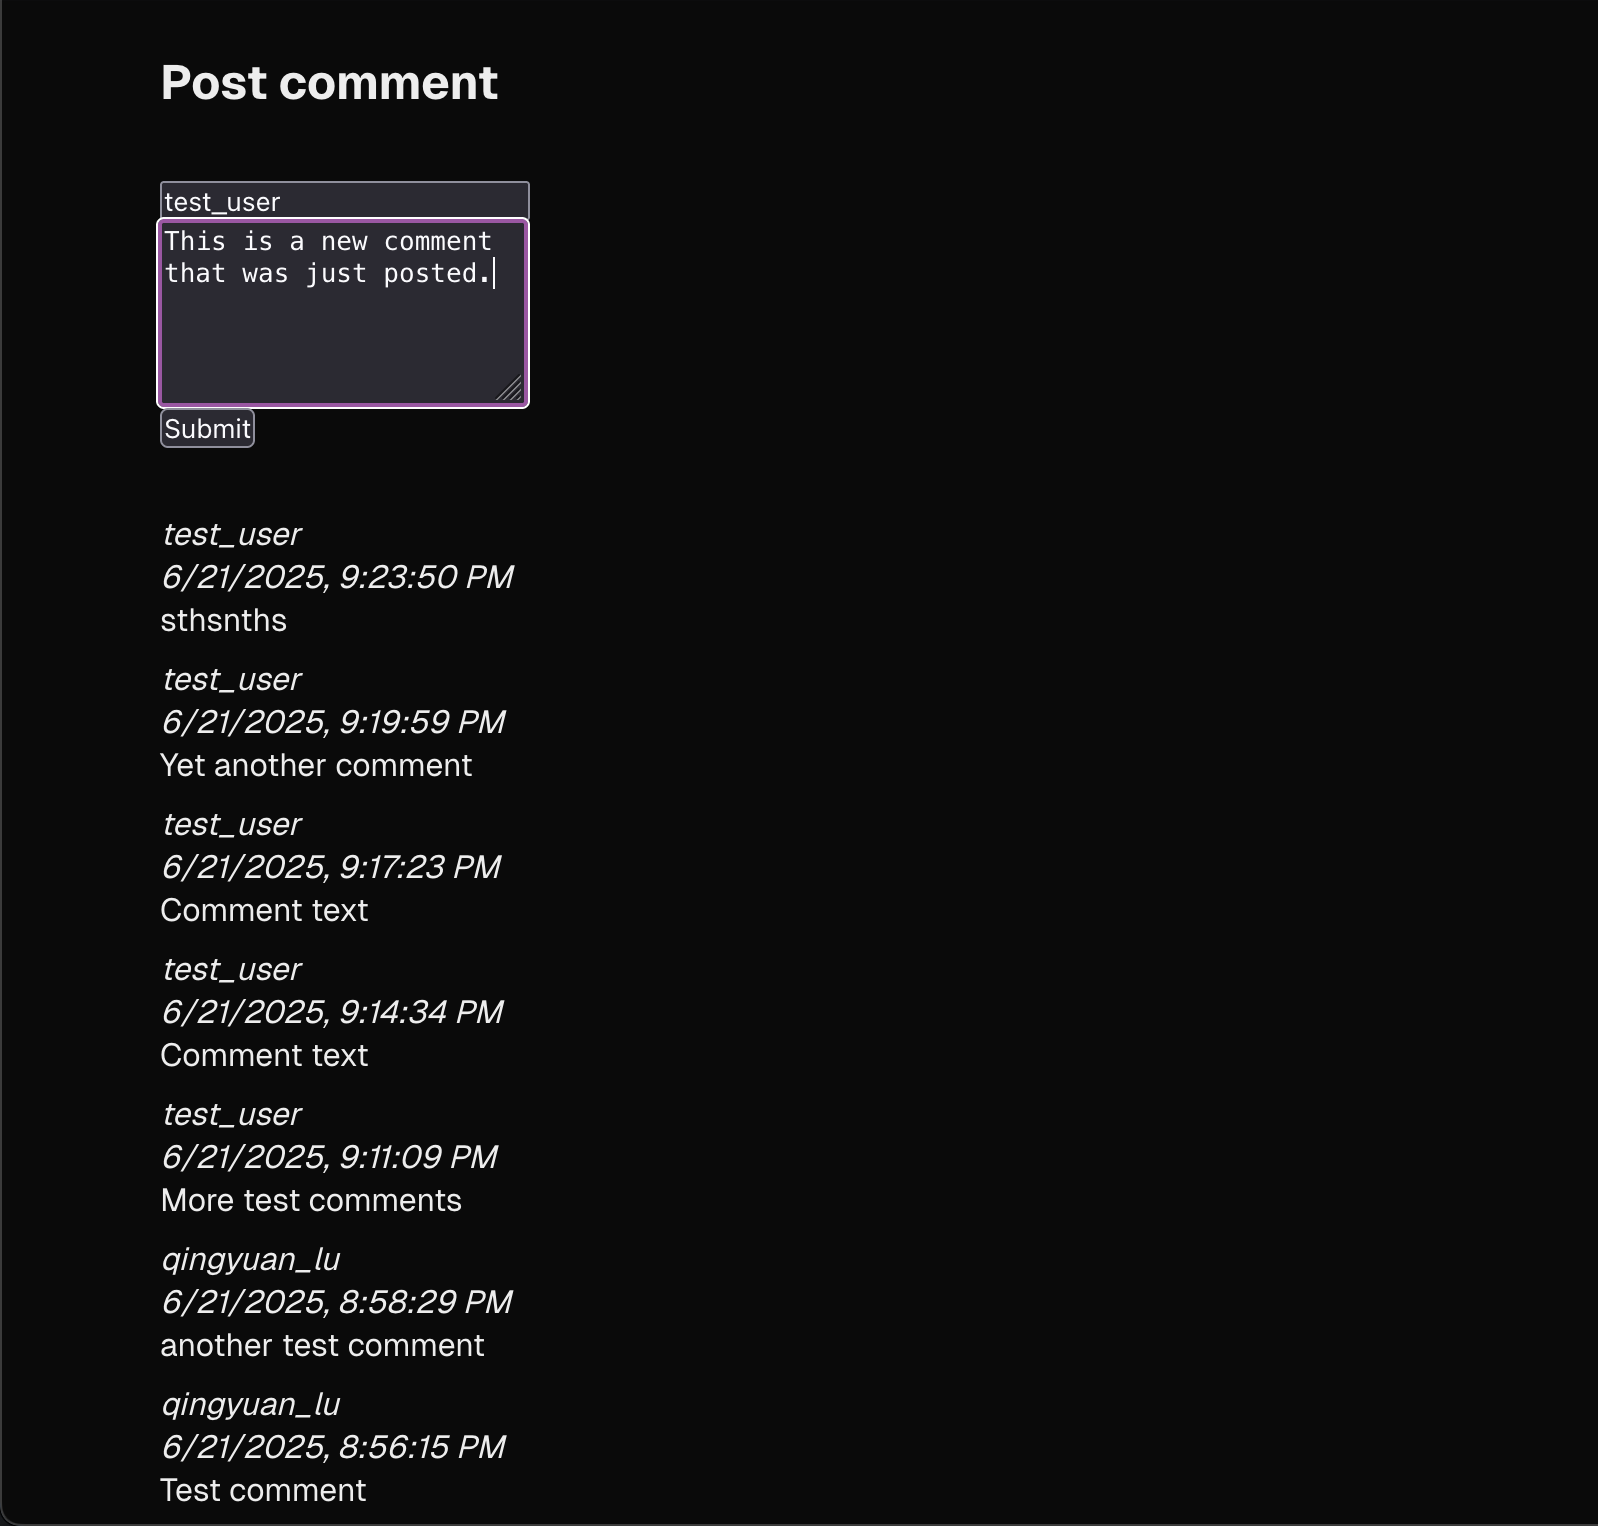 Post comment
test_user
This is a new comment
that was just posted.
Submit
test_user
6/21/2025, 9:23:50 PM
sthsnths
test_user
6/21/2025, 9:19:59 PM
Yet another comment
test_user
6/21/2025, 9:17:23 PM
Comment text
test_user
6/21/2025, 9:14:34 PM
Comment text
test_user
6/21/2025, 9:11:09 PM
More test comments
qingyuan_lu
6/21/2025, 8:58:29 PM
another test comment
qingyuan_lu
6/21/2025, 8:56:15 PM
Test comment